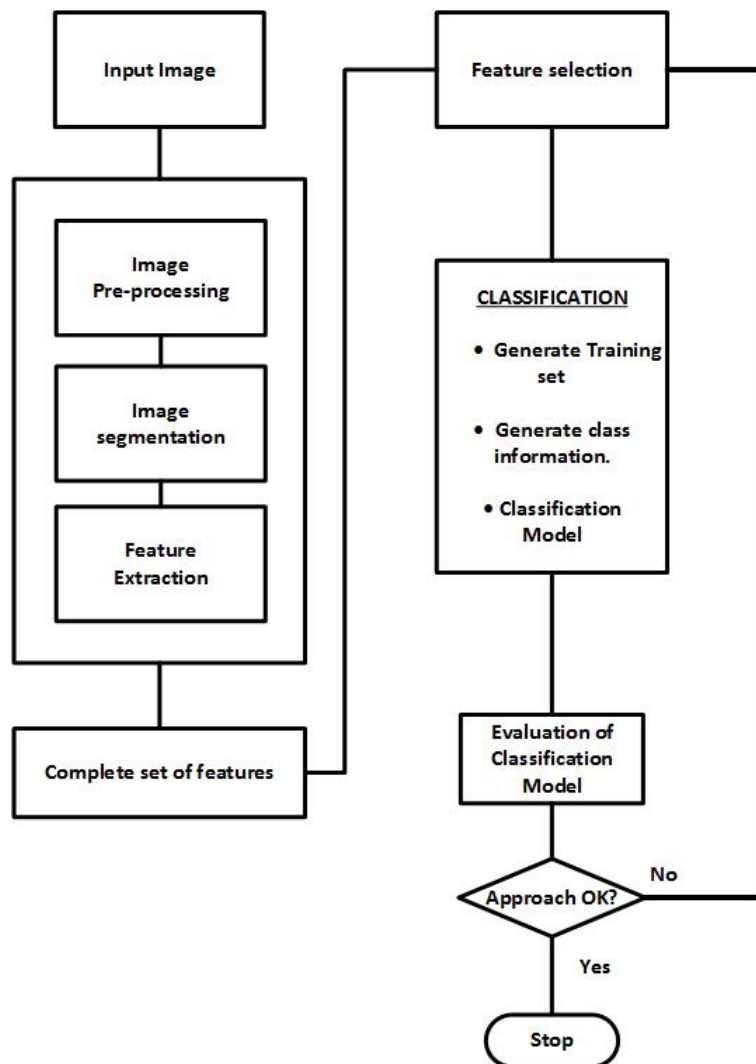 Input Image
Image
Pre-processing
Image
segmentation
Feature
Extraction
Complete set of features
Feature selection
CLASSIFICATION
• Generate Training
set
• Generate class
information.
• Classification
Model
Evaluation of
Classification
Model
Approach OK?
No
Yes
Stop